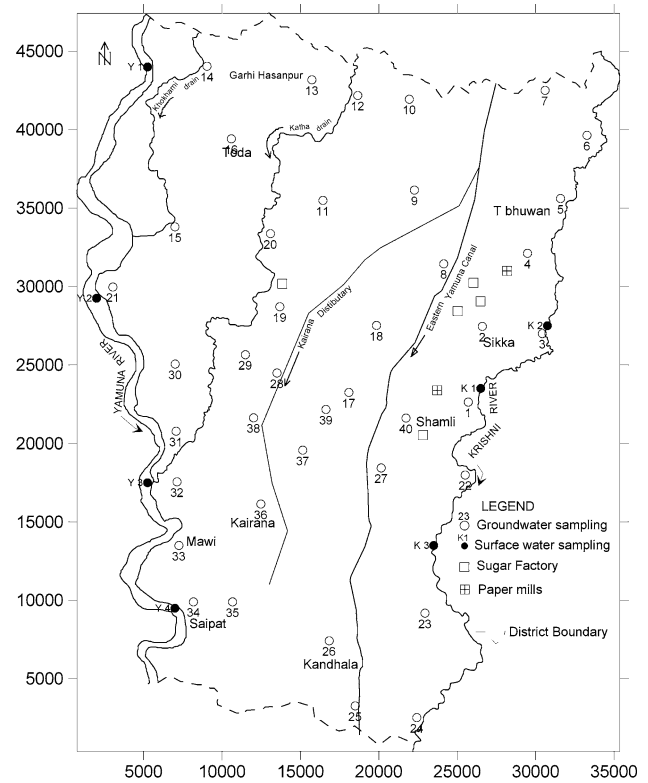 45000
40000
35000
30000
25000
20000
15000
10000
5000
5000
10000
15000
20000
25000
30000
35000
N
Y 1
14
Khokhami drain
Garhi Hasanpur
13
12
10
7
6
Katha drain
16
Toda
11
9
T bhuwan
5
15
20
8
4
Y 2
21
19
Kairana Distibutary
Eastern Yamuna Canal
18
2
Sikka
K 2
3
29
30
28
17
39
38
K 1
1
KRISHNI RIVER
YAMUNA RIVER
31
40
Shamli
37
27
22
Y 3
32
36
Kairana
33
Mawi
K 3
LEGEND
23
Groundwater sampling
K1
Surface water sampling
Sugar Factory
Paper mills
District Boundary
Y 4
34
Saipat
35
23
26
Kandhala
25
24